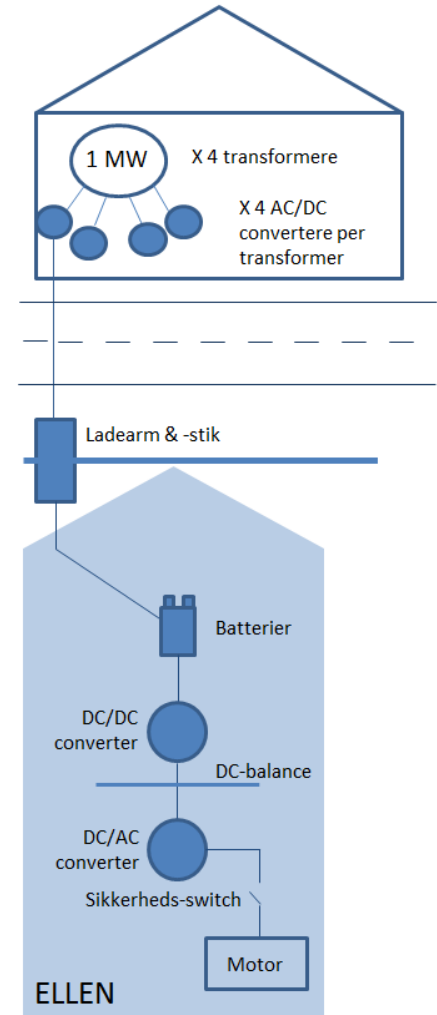 1 MW
X 4 transformere
X 4 AC/DC
convertere per
transformer
Ladearm & -stik
Batterier
DC/DC
converter
DC-balance
DC/AC
converter
Sikkerheds-switch
Motor
ELLEN